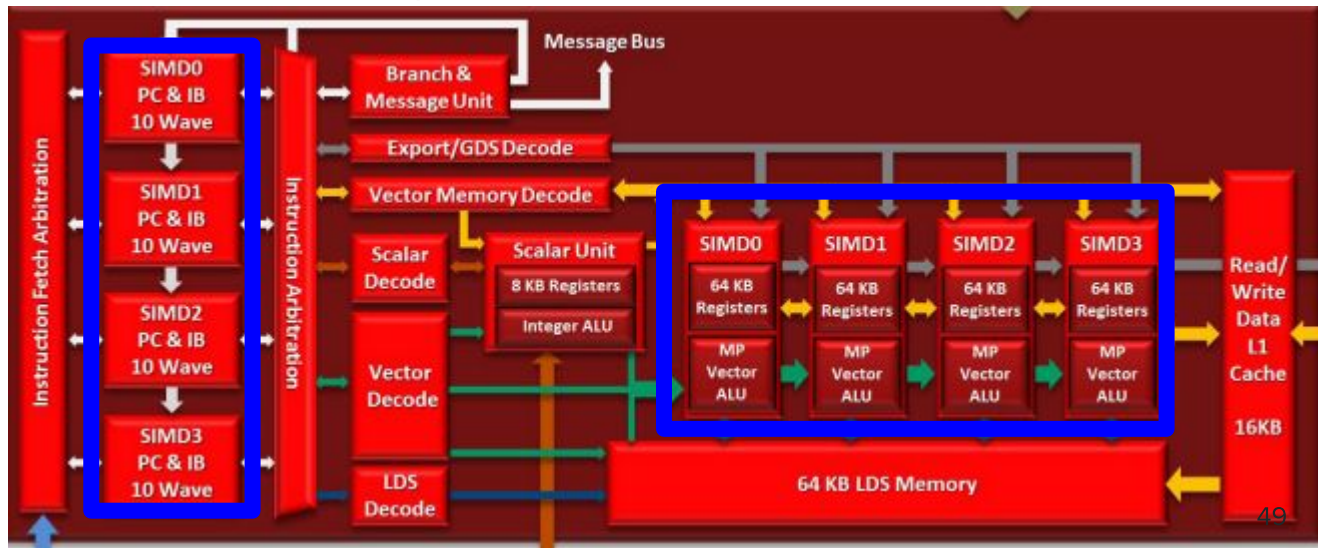 Instruction Fetch Arbitration
SIMD0
PC & IB
10 Wave
SIMD1
PC & IB
10 Wave
SIMD2
PC & IB
10 Wave
SIMD3
PC & IB
10 Wave
Instruction Arbitration
Branch &
Message Unit
Message Bus
Export/GDS Decode
Vector Memory Decode
Scalar
Decode
Scalar Unit
8 KB Registers
Integer ALU
Vector
Decode
LDS
Decode
SIMD0
64 KB
Registers
MP
Vector
ALU
SIMD1
64 KB
Registers
MP
Vector
ALU
SIMD2
64 KB
Registers
MP
Vector
ALU
SIMD3
64 KB
Registers
MP
Vector
ALU
64 KB LDS Memory
Read/
Write
Data
L1
Cache
16KB
49